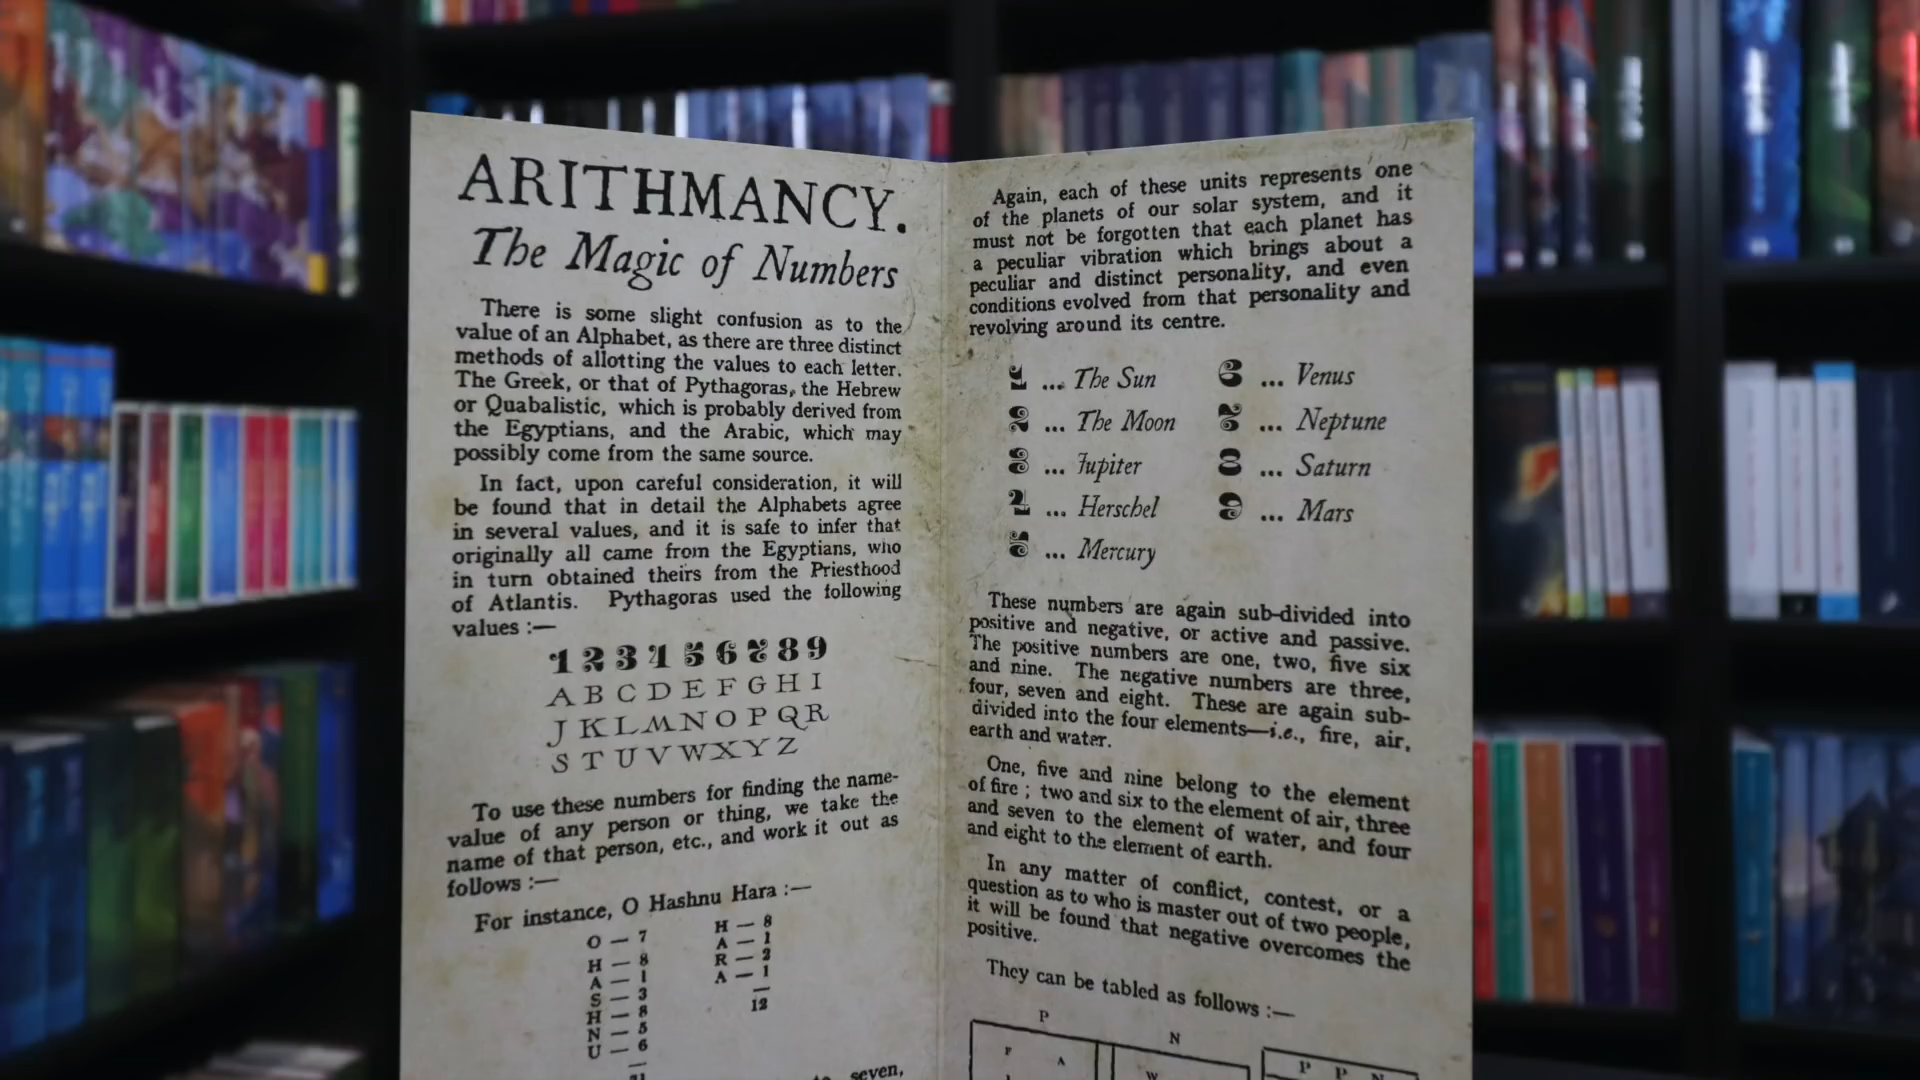 ARITHMANCY.
The Magic of Numbers
There is some slight confusion as to the
value of an Alphabet, as there are three distinct
methods of allotting the values to each letter.
The Greek, or that of Pythagoras, the Hebrew
or Quabalistic, which is probably derived from
the Egyptians, and the Arabic, which may
possibly come from the same source.
In fact, upon careful consideration, it will
be found that in detail the Alphabets agree
in several values, and it is safe to infer that
originally all came from the Egyptians, who
in turn obtained theirs from the Priesthood
of Atlantis. Pythagoras used the following
values :—
1 2 3 4 5 6 7 8 9
A B C D E F G H I
J K L M N O P Q R
S T U V W X Y Z
To use these numbers for finding the name-
value of any person or thing, we take the
name of that person, etc., and work it out as
follows :—
For instance, O Hashnu Hara :—
O — 7
H — 8
A — 1
S — 3
H — 8
N — 5
U — 6
H — 8
A — 1
R — 2
A — 1
12
seven,
Again, each of these units represents one
of the planets of our solar system, and it
must not be forgotten that each planet has
a peculiar vibration which brings about a
peculiar and distinct personality, and even
conditions evolved from that personality and
revolving around its centre.
1 ... The Sun
2 ... The Moon
3 ... Jupiter
4 ... Herschel
5 ... Mercury
6 ... Venus
7 ... Neptune
8 ... Saturn
9 ... Mars
These numbers are again sub-divided into
positive and negative, or active and passive.
The positive numbers are one, two, five six
and nine. The negative numbers are three,
four, seven and eight. These are again sub-
divided into the four elements—i.e., fire, air,
earth and water.
One, five and nine belong to the element
of fire ; two and six to the element of air, three
and seven to the element of water, and four
and eight to the element of earth.
In any matter of conflict, contest, or a
question as to who is master out of two people,
it will be found that negative overcomes the
positive.
They can be tabled as follows :—
P N
F A W
P P N